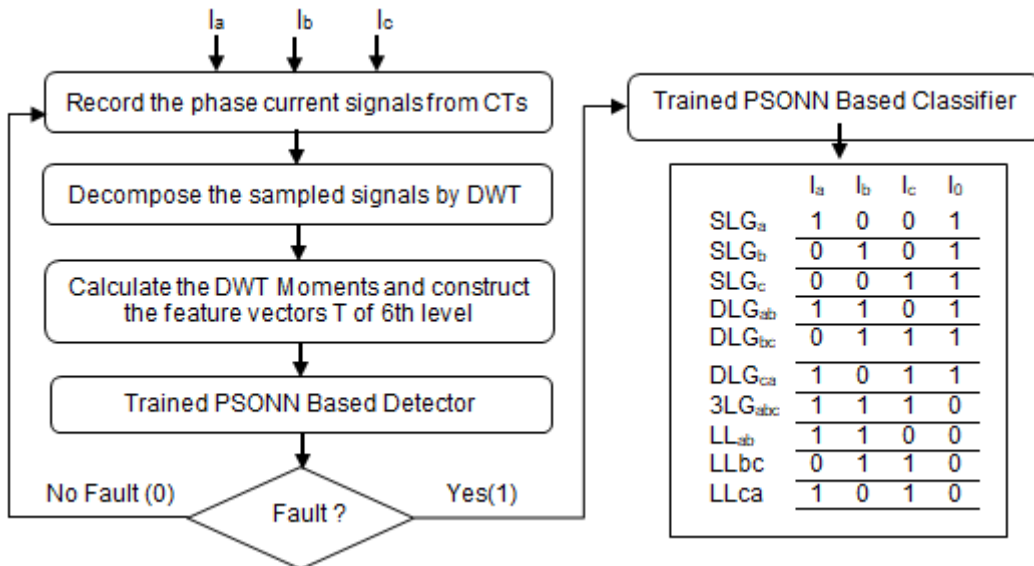 Ia Ib Ic
Record the phase current signals from CTs
Decompose the sampled signals by DWT
Calculate the DWT Moments and construct
the feature vectors T of 6th level
Trained PSONN Based Detector
No Fault (0)
Fault ?
Yes(1)
Trained PSONN Based Classifier
Ia Ib Ic I0
SLGa 1 0 0 1
SLGb 0 1 0 1
SLGc 0 0 1 1
DLGab 1 1 0 1
DLGbc 0 1 1 1
DLGca 1 0 1 1
3LGabc 1 1 1 0
LLab 1 1 0 0
LLbc 0 1 1 0
LLca 1 0 1 0